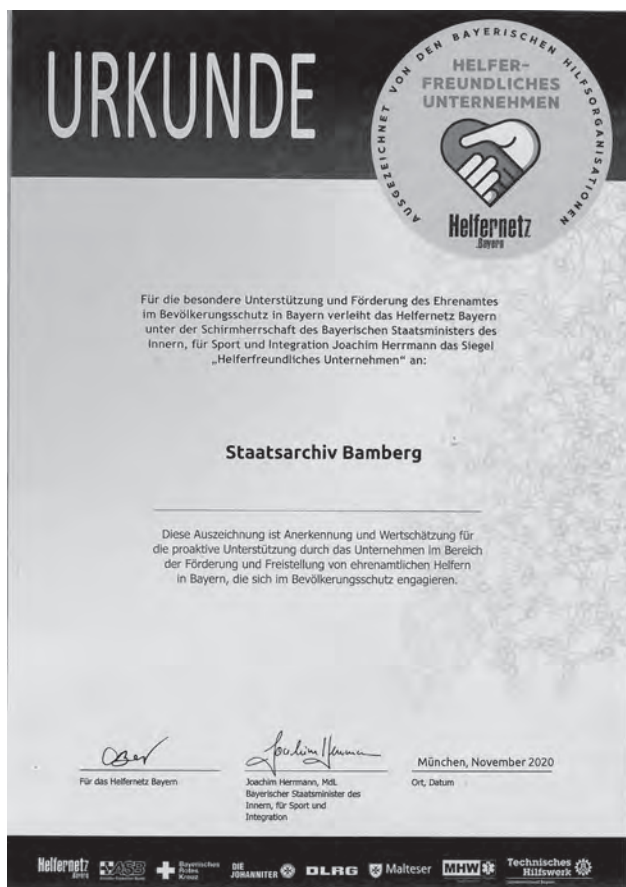 URKUNDE
AUSGEZEICHNET VON DEN BAYERISCHEN HILFSORGANISATIONEN
HELFER-
FREUNDLICHES
UNTERNEHMEN
Helfernetz
Bayern
Für die besondere Unterstützung und Förderung des Ehrenamtes
im Bevölkerungsschutz in Bayern verleiht das Helfernetz Bayern
unter der Schirmherrschaft des Bayerischen Staatsministers des
Innern, für Sport und Integration Joachim Herrmann das Siegel
„Helferfreundliches Unternehmen“ an:
Staatsarchiv Bamberg
Diese Auszeichnung ist Anerkennung und Wertschätzung für
die proaktive Unterstützung durch das Unternehmen im Bereich
der Förderung und Freistellung von ehrenamtlichen Helfern
in Bayern, die sich im Bevölkerungsschutz engagieren.
München, November 2020
Für das Helfernetz Bayern
Joachim Herrmann, MdL
Bayerischer Staatsminister des
Innern, für Sport und
Integration
Ort, Datum
Helfernetz
Bayern
ASB
Bayerisches
Rotes
Kreuz
DIE
JOHANNITER
DLRG
Malteser
MHW
Technisches
Hilfswerk